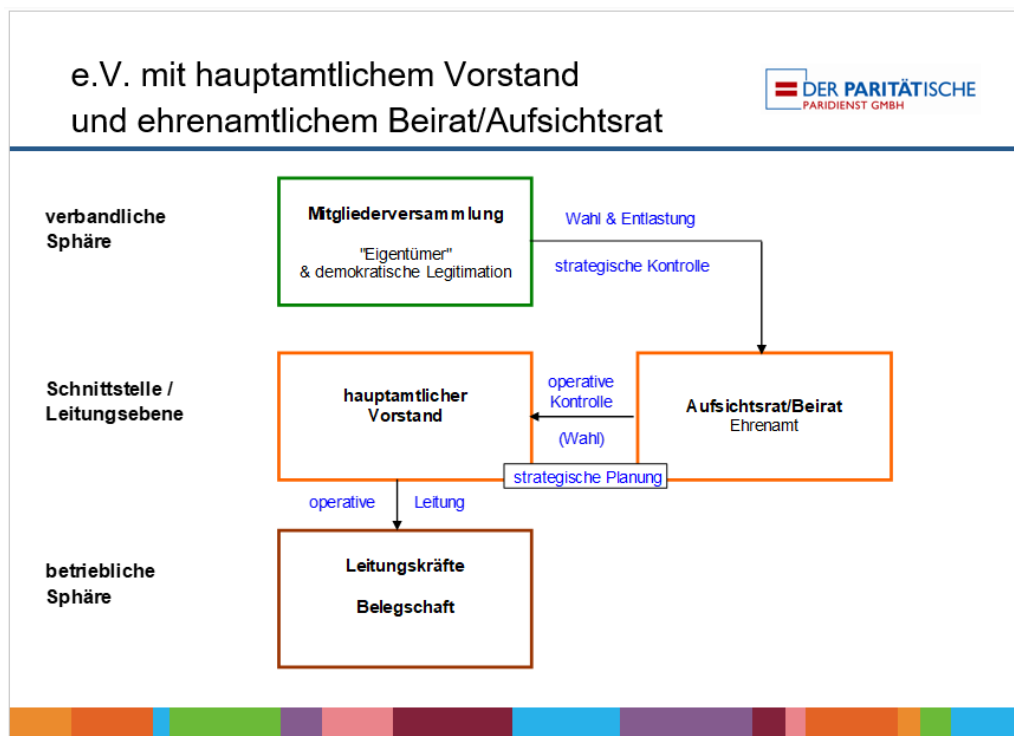 e.V. mit hauptamtlichem Vorstand
und ehrenamtlichem Beirat/Aufsichtsrat
DER PARITÄTISCHE
PARIDIENST GMBH
verbandliche
Sphäre
Mitgliederversammlung
"Eigentümer"
& demokratische Legitimation
Wahl & Entlastung
strategische Kontrolle
Schnittstelle /
Leitungsebene
hauptamtlicher
Vorstand
operative
Kontrolle
(Wahl)
Aufsichtsrat/Beirat
Ehrenamt
strategische Planung
operative Leitung
betriebliche
Sphäre
Leitungskräfte
Belegschaft